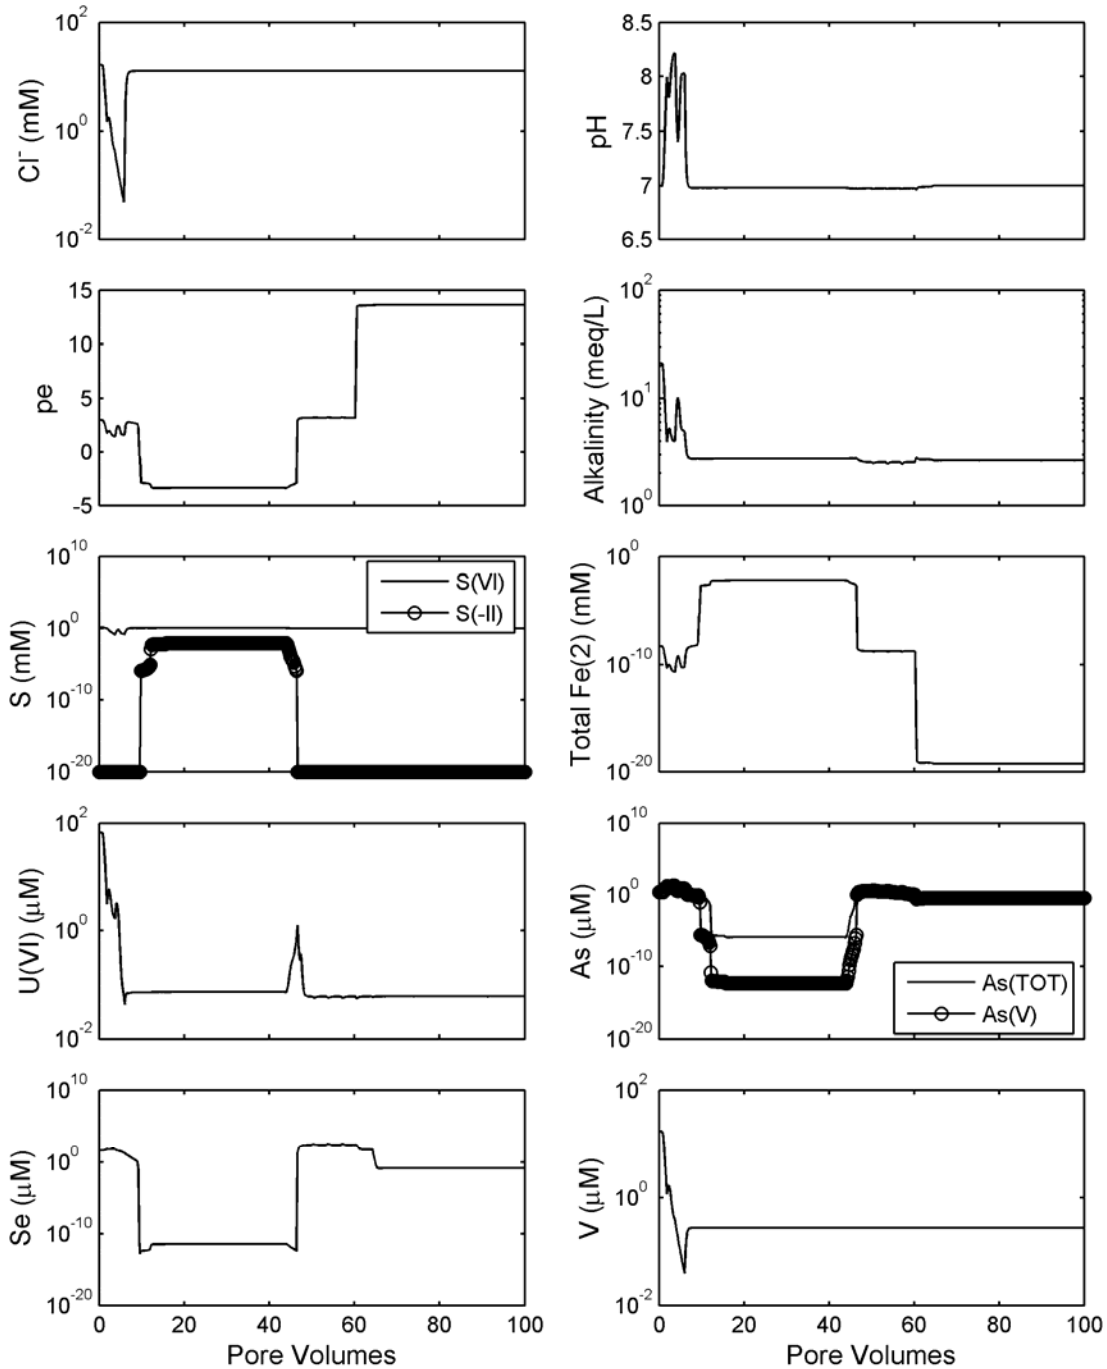 10^2
10^0
10^-2
Cl^- (mM)
8.5
8
7.5
7
6.5
pH
15
10
5
0
-5
pe
10^2
10^1
10^0
Alkalinity (meq/L)
10^10
10^0
10^-10
10^-20
S (mM)
S(VI)
S(-II)
10^0
10^-10
10^-20
Total Fe(2) (mM)
10^2
10^0
10^-2
U(VI) (μM)
10^10
10^0
10^-10
10^-20
As (μM)
As(TOT)
As(V)
10^10
10^0
10^-10
10^-20
Se (μM)
0 20 40 60 80 100
Pore Volumes
10^2
10^0
10^-2
V (μM)
0 20 40 60 80 100
Pore Volumes